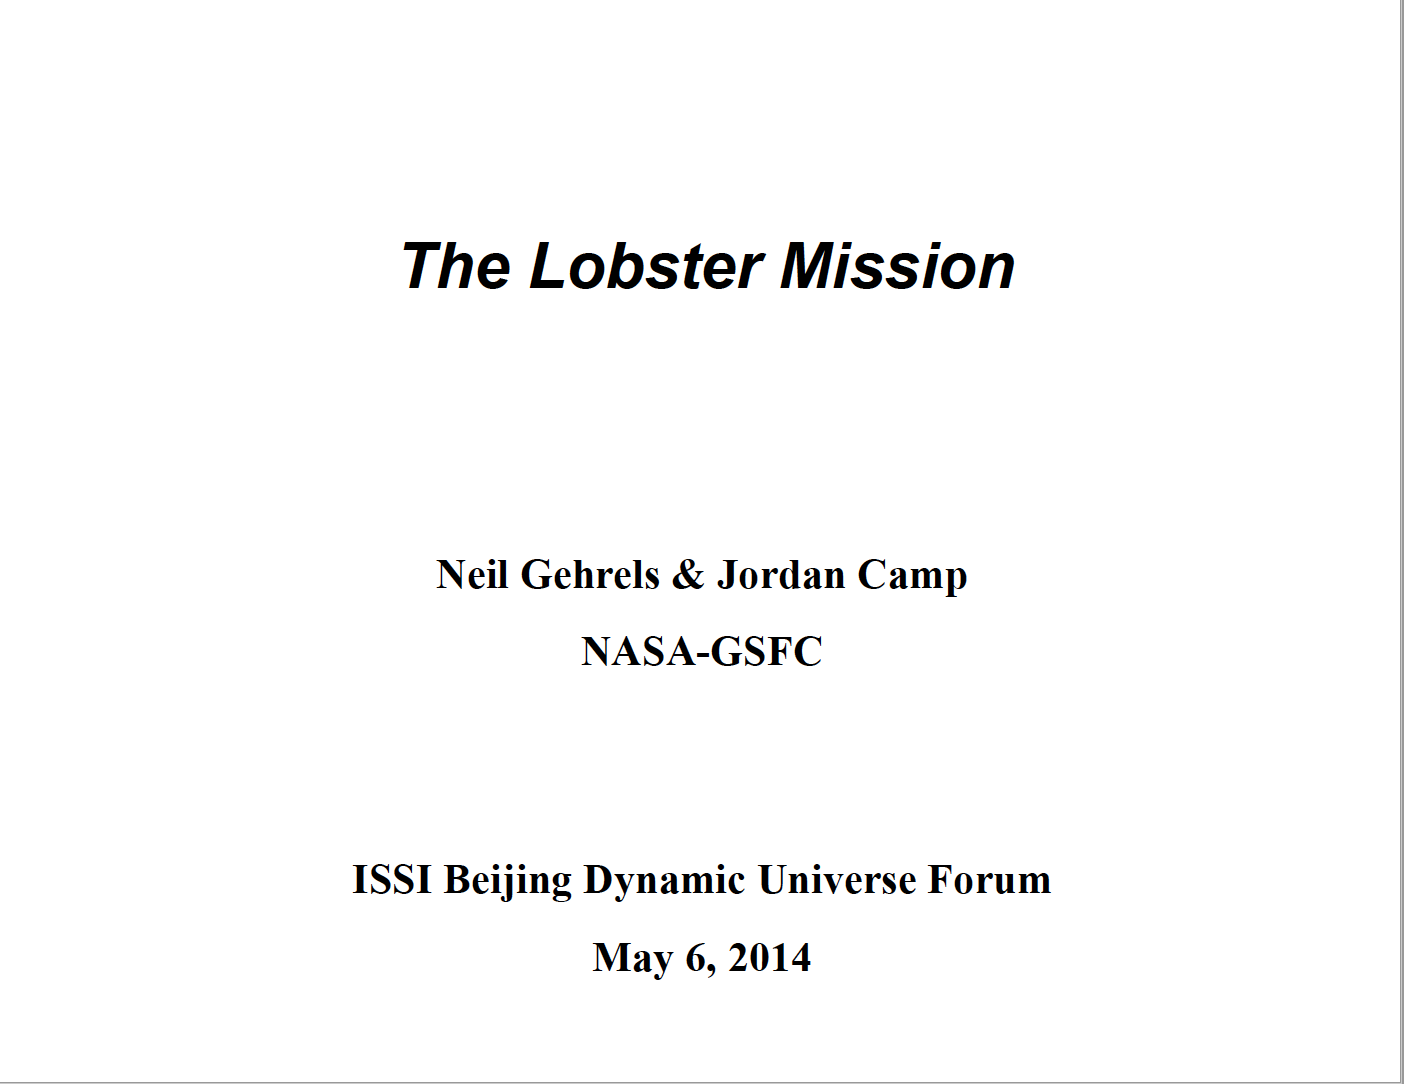 The Lobster Mission
Neil Gehrels & Jordan Camp
NASA-GSFC
ISSI Beijing Dynamic Universe Forum
May 6, 2014